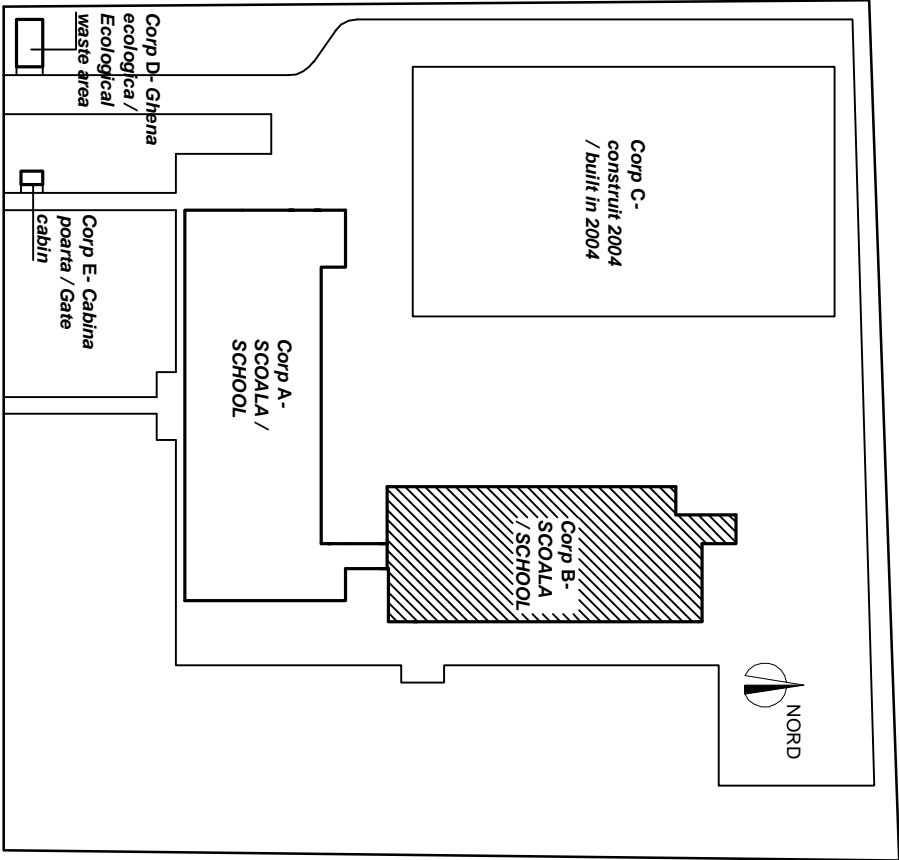 Corp D- Ghena
ecologica /
Ecological
waste area
Corp E- Cabina
poarta / Gate
cabin
Corp C-
construit 2004
/ built in 2004
Corp A-
SCOALA /
SCHOOL
Corp B-
SCOALA
/ SCHOOL
NORD